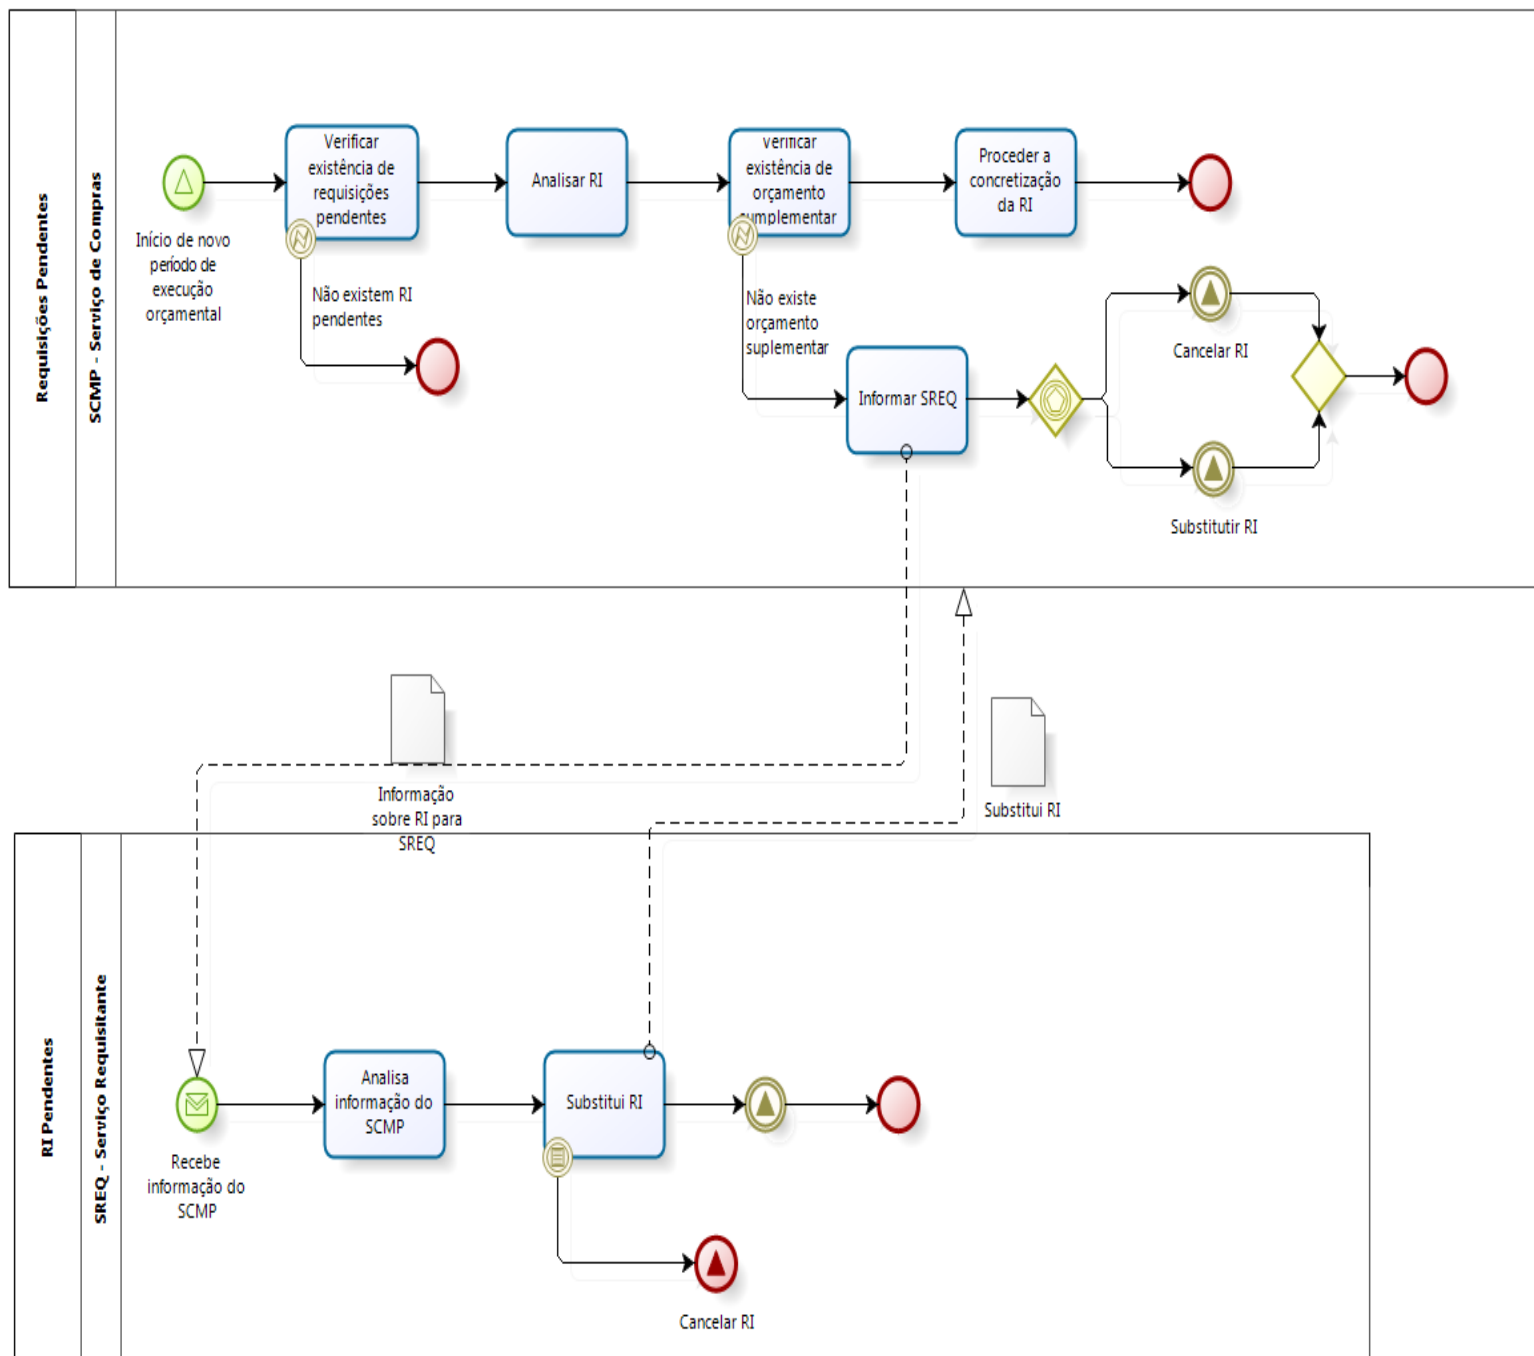 Requisições Pendentes
SCMP - Serviço de Compras
Verificar
existência de
requisições
pendentes
Analisar RI
verificar
existência de
orçamento
sumplementar
Proceder a
concretização
da RI
Início de novo
período de
execução
orçamental
Não existem RI
pendentes
Não existe
orçamento
suplementar
Informar SREQ
Cancelar RI
Substitutir RI
Informação
sobre RI para
SREQ
Substitui RI
RI Pendentes
SREQ - Serviço Requisitante
Analisa
informação do
SCMP
Substitui RI
Recebe
informação do
SCMP
Cancelar RI